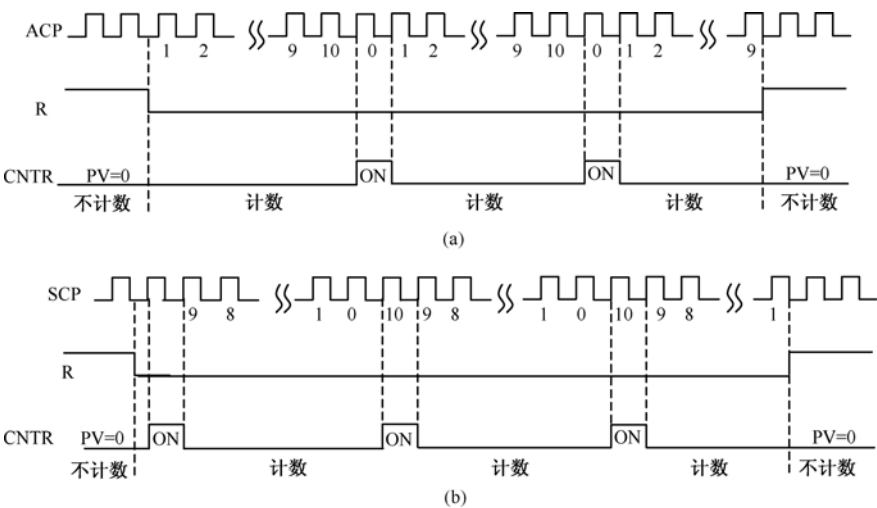 ACP
1 2 9 10 0 1 2 9 10 0 1 2 9
R
CNTR PV=0 ON ON PV=0
不计数 计数 计数 计数 不计数
(a)
SCP
9 8 1 0 10 9 8 1 0 10 9 8 1
R
CNTR PV=0 ON ON ON PV=0
不计数 计数 计数 计数 不计数
(b)